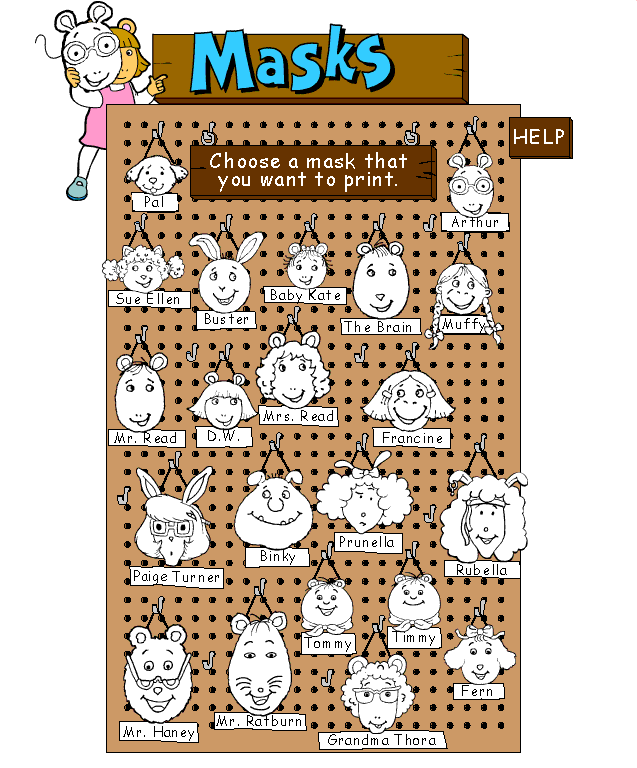 Masks
HELP
Choose a mask that
you want to print.
Pal
Arthur
Sue Ellen
Buster
Baby Kate
The Brain
Muffy
Mr. Read
D.W.
Mrs. Read
Francine
Paige Turner
Binky
Prunella
Rubella
Tommy
Timmy
Mr. Haney
Mr. Ratburn
Grandma Thora
Fern